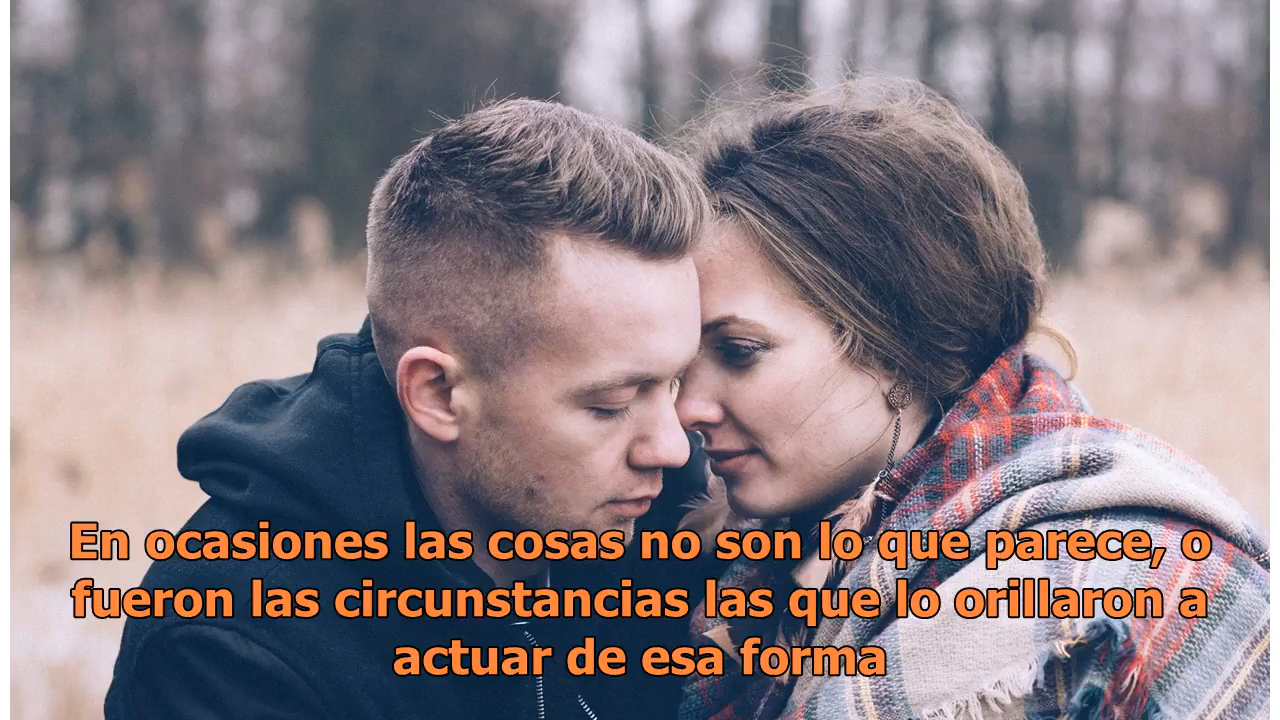 En ocasiones las cosas no son lo que parece, o
fueron las circunstancias las que lo orillaron a
actuar de esa forma